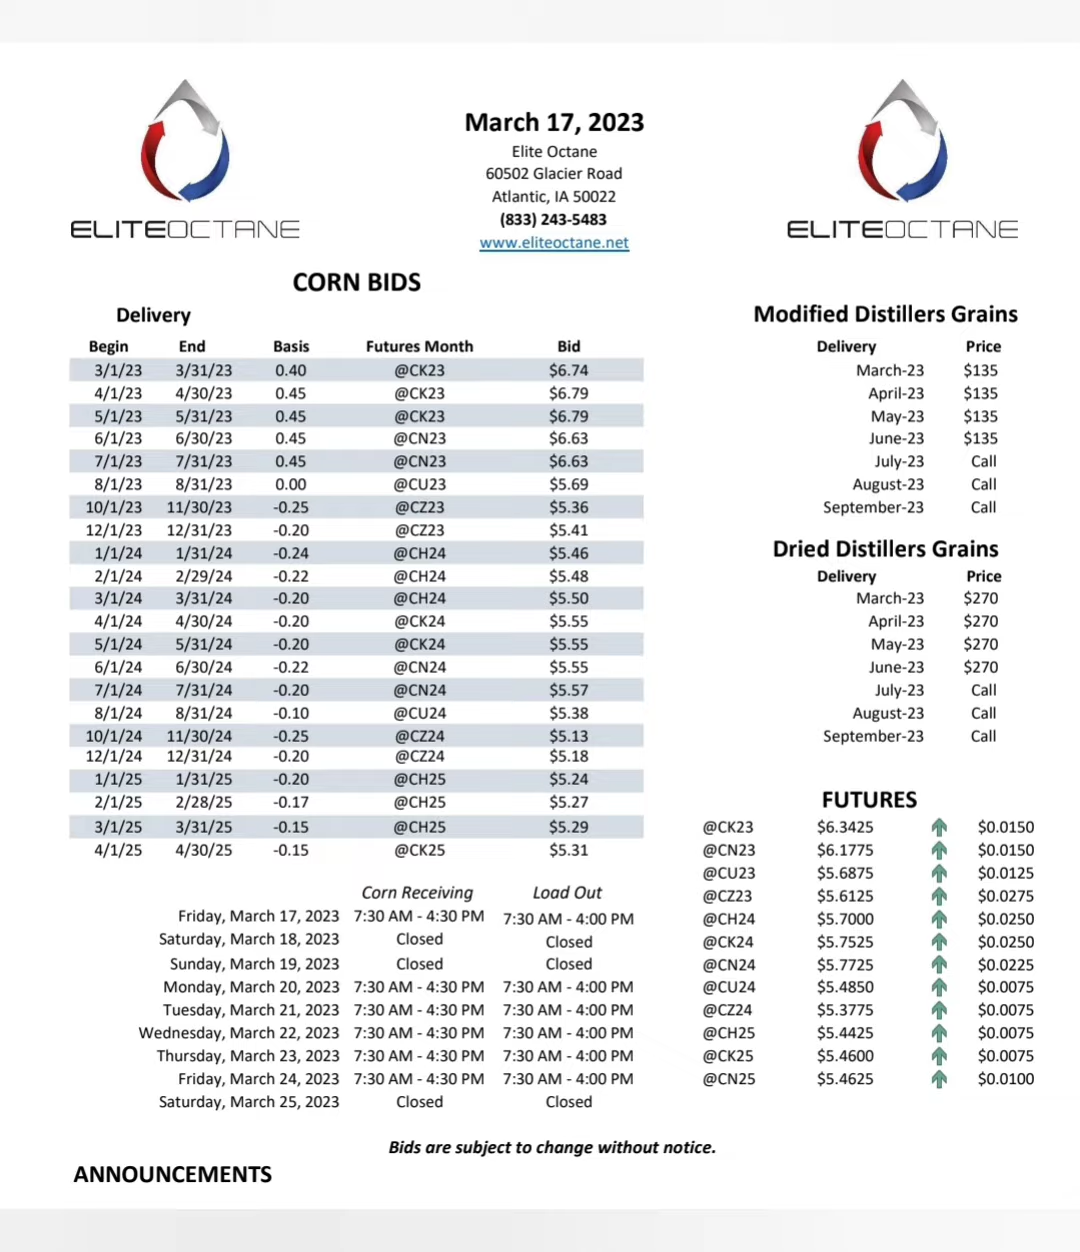 ELITEOCTANE
March 17, 2023
Elite Octane
60502 Glacier Road
Atlantic, IA 50022
(833) 243-5483
www.eliteoctane.net
ELITEOCTANE
CORN BIDS
Delivery
Begin End Basis Futures Month Bid
3/1/23 3/31/23 0.40 @CK23 $6.74
4/1/23 4/30/23 0.45 @CK23 $6.79
5/1/23 5/31/23 0.45 @CK23 $6.79
6/1/23 6/30/23 0.45 @CN23 $6.63
7/1/23 7/31/23 0.45 @CN23 $6.63
8/1/23 8/31/23 0.00 @CU23 $5.69
10/1/23 11/30/23 -0.25 @CZ23 $5.36
12/1/23 12/31/23 -0.20 @CZ23 $5.41
1/1/24 1/31/24 -0.24 @CH24 $5.46
2/1/24 2/29/24 -0.22 @CH24 $5.48
3/1/24 3/31/24 -0.20 @CH24 $5.50
4/1/24 4/30/24 -0.20 @CK24 $5.55
5/1/24 5/31/24 -0.20 @CK24 $5.55
6/1/24 6/30/24 -0.22 @CN24 $5.55
7/1/24 7/31/24 -0.20 @CN24 $5.57
8/1/24 8/31/24 -0.10 @CU24 $5.38
10/1/24 11/30/24 -0.25 @CZ24 $5.13
12/1/24 12/31/24 -0.20 @CZ24 $5.18
1/1/25 1/31/25 -0.20 @CH25 $5.24
2/1/25 2/28/25 -0.17 @CH25 $5.27
3/1/25 3/31/25 -0.15 @CH25 $5.29
4/1/25 4/30/25 -0.15 @CK25 $5.31
Corn Receiving Load Out
Friday, March 17, 2023 7:30 AM - 4:30 PM 7:30 AM - 4:00 PM
Saturday, March 18, 2023 Closed Closed
Sunday, March 19, 2023 Closed Closed
Monday, March 20, 2023 7:30 AM - 4:30 PM 7:30 AM - 4:00 PM
Tuesday, March 21, 2023 7:30 AM - 4:30 PM 7:30 AM - 4:00 PM
Wednesday, March 22, 2023 7:30 AM - 4:30 PM 7:30 AM - 4:00 PM
Thursday, March 23, 2023 7:30 AM - 4:30 PM 7:30 AM - 4:00 PM
Friday, March 24, 2023 7:30 AM - 4:30 PM 7:30 AM - 4:00 PM
Saturday, March 25, 2023 Closed Closed
Modified Distillers Grains
Delivery Price
March-23 $135
April-23 $135
May-23 $135
June-23 $135
July-23 Call
August-23 Call
September-23 Call
Dried Distillers Grains
Delivery Price
March-23 $270
April-23 $270
May-23 $270
June-23 $270
July-23 Call
August-23 Call
September-23 Call
FUTURES
@CK23 $6.3425 $0.0150
@CN23 $6.1775 $0.0150
@CU23 $5.6875 $0.0125
@CZ23 $5.6125 $0.0275
@CH24 $5.7000 $0.0250
@CK24 $5.7525 $0.0250
@CN24 $5.7725 $0.0225
@CU24 $5.4850 $0.0075
@CZ24 $5.3775 $0.0075
@CH25 $5.4425 $0.0075
@CK25 $5.4600 $0.0075
@CN25 $5.4625 $0.0100
Bids are subject to change without notice.
ANNOUNCEMENTS